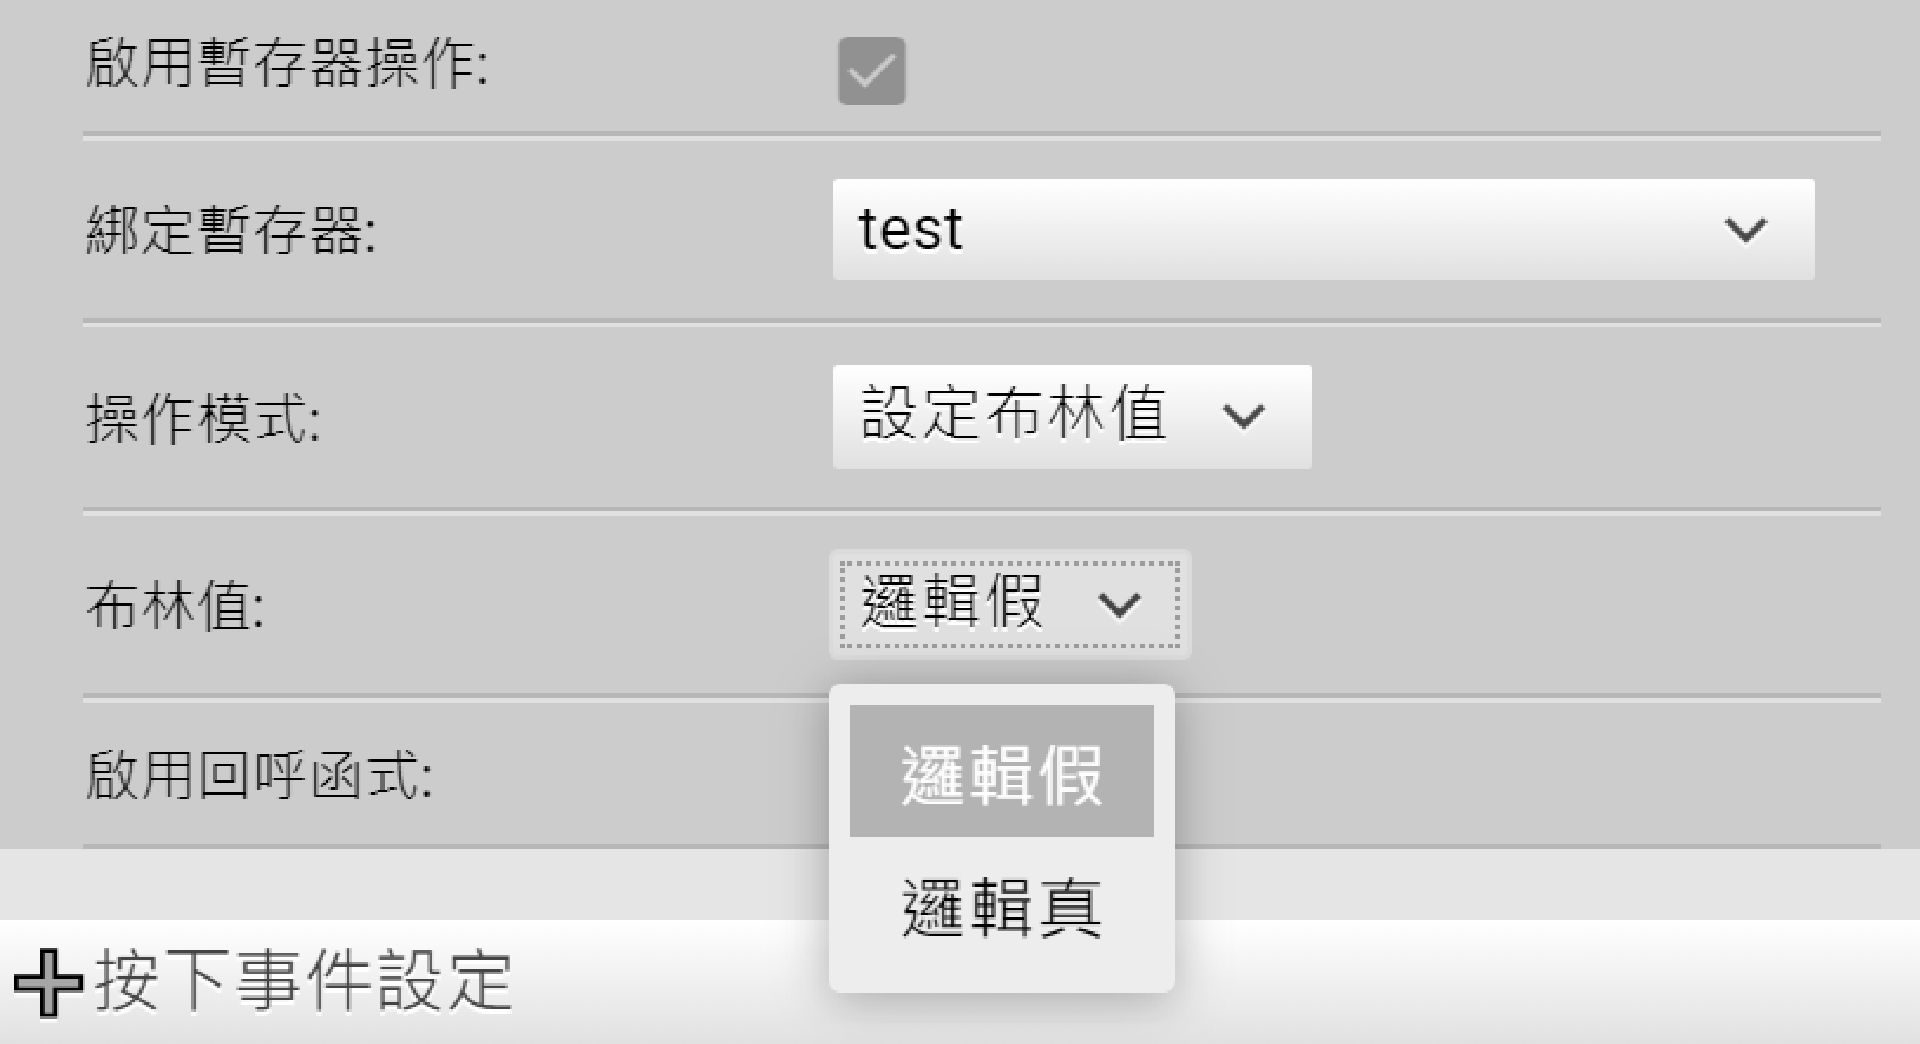 啟用暫存器操作:
綁定暫存器: test
操作模式: 設定布林值
布林值: 邏輯假
邏輯假
啟用回呼函式:
邏輯真
按下事件設定